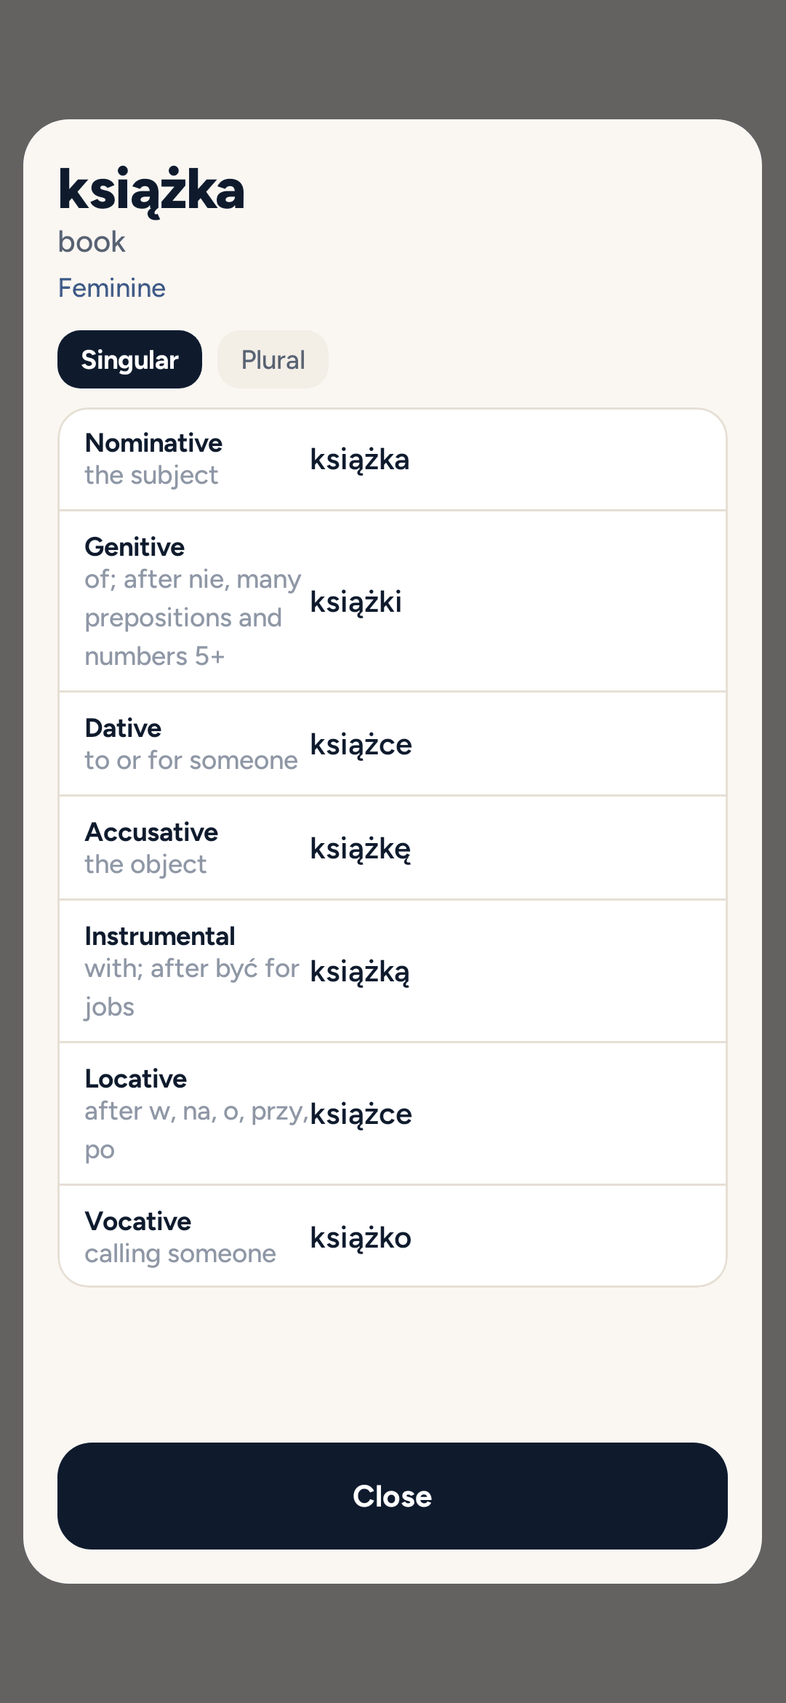 książka
book
Feminine
Singular Plural
Nominative
the subject
książka
Genitive
of; after nie, many
prepositions and
numbers 5+
książki
Dative
to or for someone
książce
Accusative
the object
książkę
Instrumental
with; after być for
jobs
książką
Locative
after w, na, o, przy,
po
książce
Vocative
calling someone
książko
Close